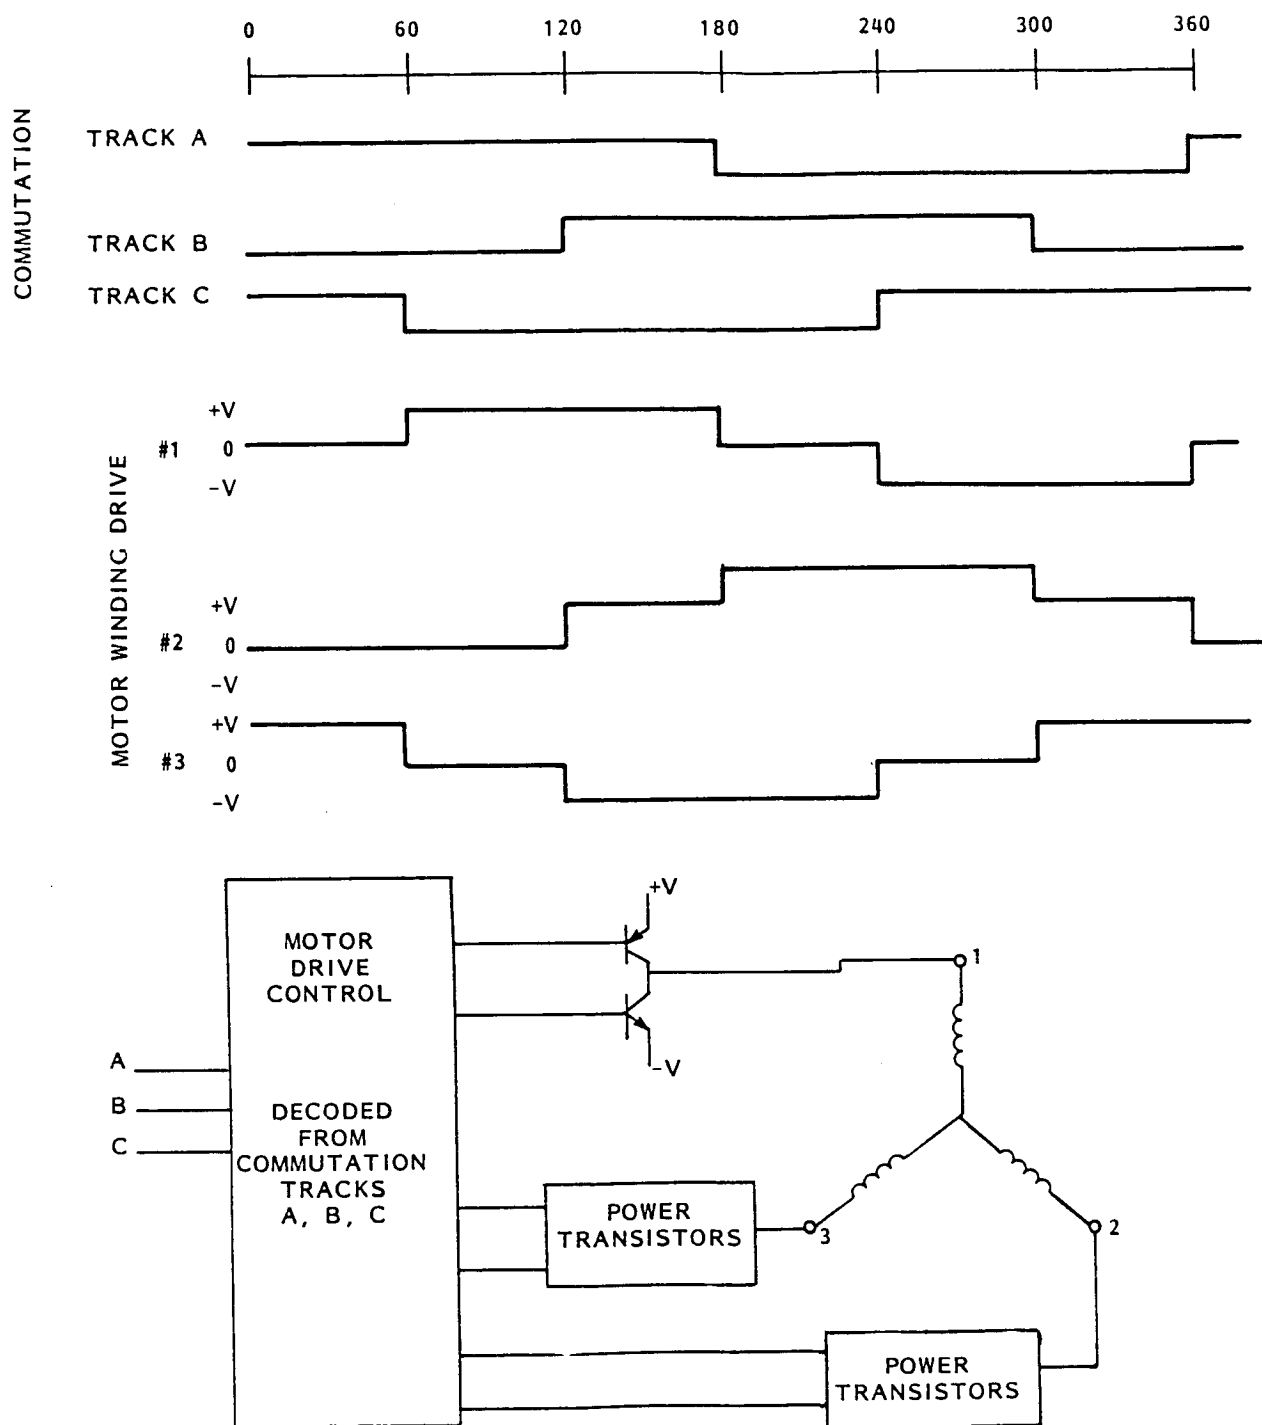 0 60 120 180 240 300 360
COMMUTATION
TRACK A
TRACK B
TRACK C
MOTOR WINDING DRIVE
+V
#1 0
-V
+V
#2 0
-V
+V
#3 0
-V
MOTOR
DRIVE
CONTROL
DECODED
FROM
COMMUTATION
TRACKS
A, B, C
A
B
C
+V
-V
1
POWER
TRANSISTORS
3
2
POWER
TRANSISTORS